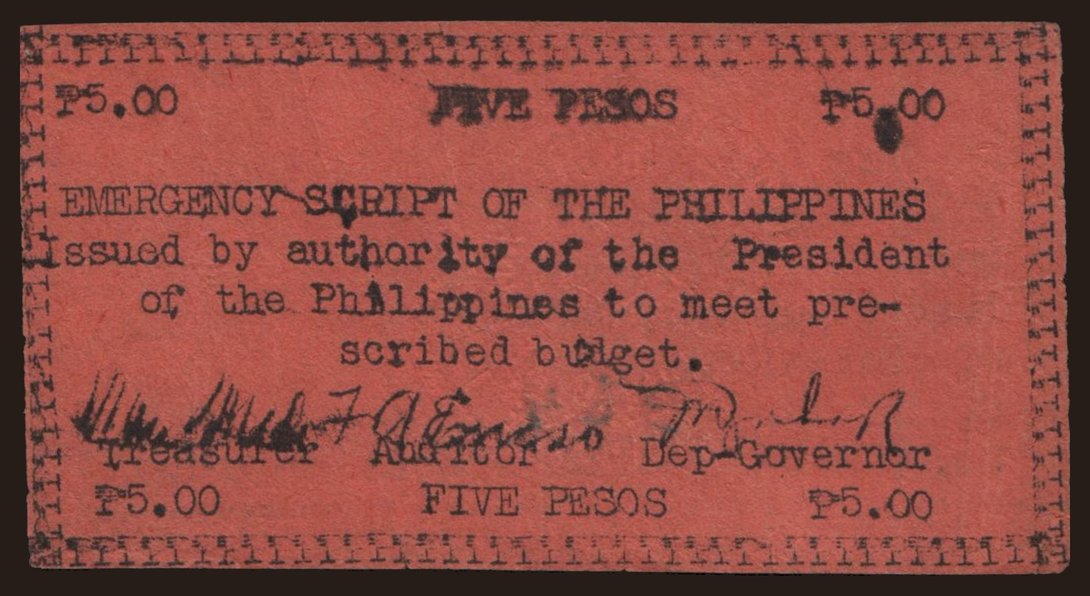 ₱5.00 FIVE PESOS ₱5.00
EMERGENCY SCRIPT OF THE PHILIPPINES
Issued by authority of the President
of the Philippines to meet pre-
scribed budget.
Treasurer Auditor Dep-Governor
₱5.00 FIVE PESOS ₱5.00